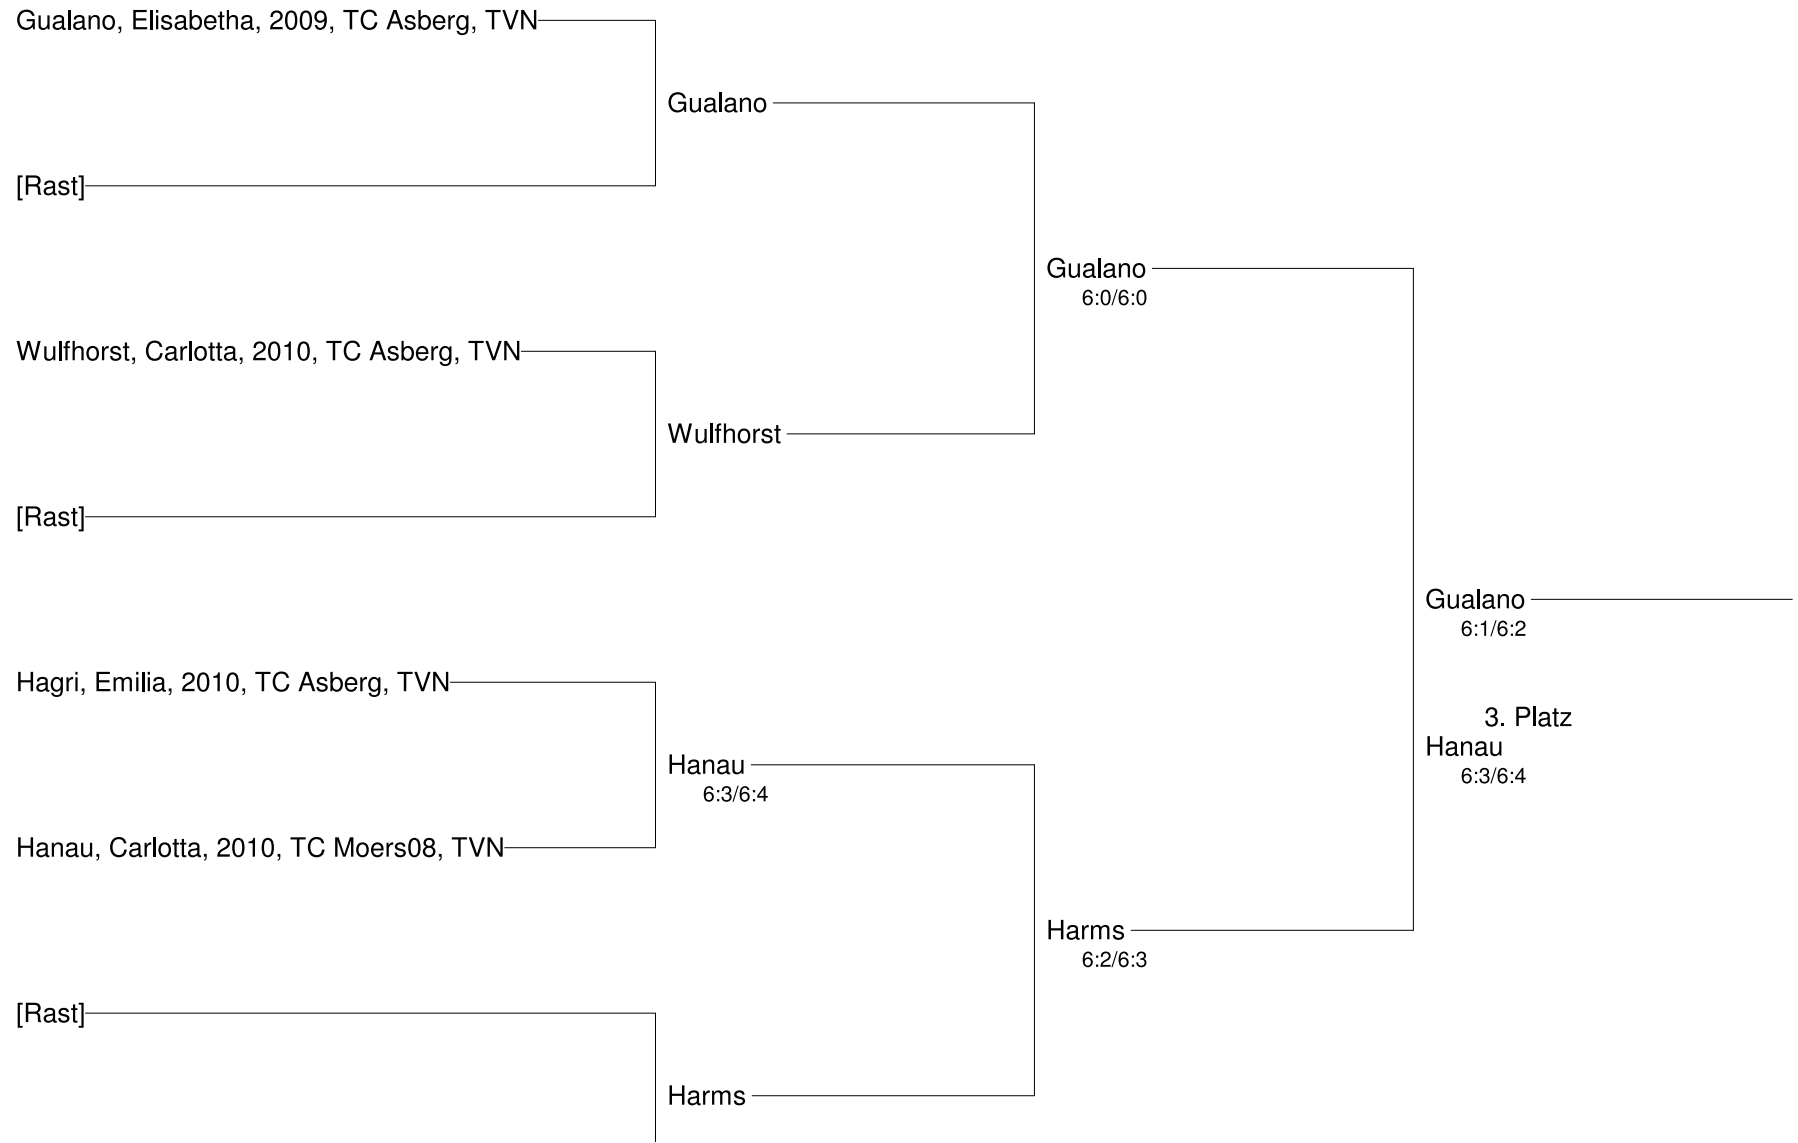 Gualano, Elisabetha, 2009, TC Asberg, TVN
Gualano
[Rast]
Gualano
6:0/6:0
Wulfhorst, Carlotta, 2010, TC Asberg, TVN
Wulfhorst
[Rast]
Gualano
6:1/6:2
Hagri, Emilia, 2010, TC Asberg, TVN
3. Platz
Hanau
6:3/6:4
Hanau
6:3/6:4
Hanau, Carlotta, 2010, TC Moers08, TVN
Harms
6:2/6:3
[Rast]
Harms